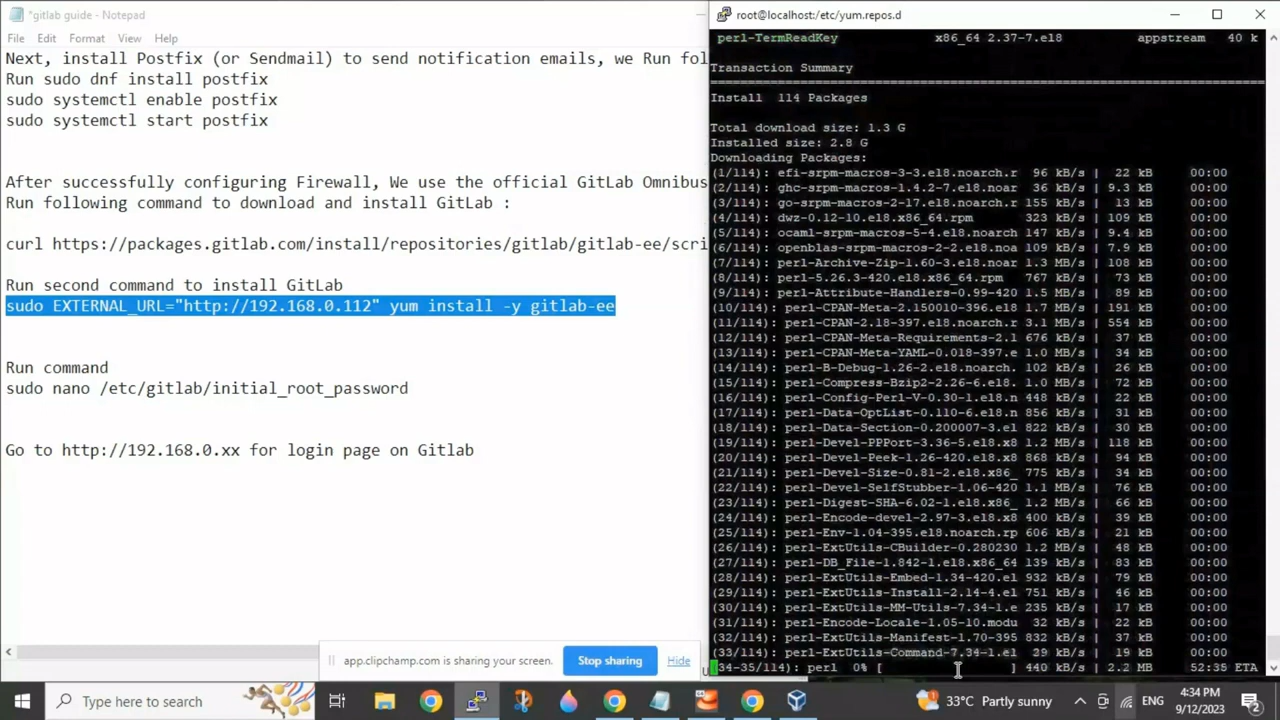 *gitlab guide - Notepad
File Edit Format View Help
Next, install Postfix (or Sendmail) to send notification emails, we Run fol
Run sudo dnf install postfix
sudo systemctl enable postfix
sudo systemctl start postfix
After successfully configuring Firewall, We use the official GitLab Omnibus
Run following command to download and install GitLab :
curl https://packages.gitlab.com/install/repositories/gitlab/gitlab-ee/scri
Run second command to install GitLab
sudo EXTERNAL_URL="http://192.168.0.112" yum install -y gitlab-ee
Run command
sudo nano /etc/gitlab/initial_root_password
Go to http://192.168.0.xx for login page on Gitlab
app.clipchamp.com is sharing your screen. Stop sharing Hide
root@localhost:/etc/yum.repos.d
perl-TermReadKey x86_64 2.37-7.el8 appstream 40 k
Transaction Summary
Install 114 Packages
Total download size: 1.3 G
Installed size: 2.8 G
Downloading Packages:
(1/114): efi-srpm-macros-3-3.el8.noarch.r 96 kB/s | 22 kB 00:00
(2/114): ghc-srpm-macros-1.4.2-7.el8.noar 36 kB/s | 9.3 kB 00:00
(3/114): go-srpm-macros-2-17.el8.noarch.r 155 kB/s | 13 kB 00:00
(4/114): dwz-0.12-10.el8.x86_64.rpm 323 kB/s | 109 kB 00:00
(5/114): ocaml-srpm-macros-5-4.el8.noarch 147 kB/s | 9.4 kB 00:00
(6/114): openblas-srpm-macros-2-2.el8.noa 109 kB/s | 7.9 kB 00:00
(7/114): perl-Archive-Zip-1.60-3.el8.noar 1.3 MB/s | 108 kB 00:00
(8/114): perl-5.26.3-420.el8.x86_64.rpm 767 kB/s | 73 kB 00:00
(9/114): perl-Attribute-Handlers-0.99-420 1.5 MB/s | 89 kB 00:00
(10/114): perl-CPAN-Meta-2.150010-396.el8 1.7 MB/s | 191 kB 00:00
(11/114): perl-CPAN-2.18-397.el8.noarch.r 3.1 MB/s | 554 kB 00:00
(12/114): perl-CPAN-Meta-Requirements-2.1 676 kB/s | 37 kB 00:00
(13/114): perl-CPAN-Meta-YAML-0.018-397.e 1.0 MB/s | 34 kB 00:00
(14/114): perl-B-Debug-1.26-2.el8.noarch. 102 kB/s | 26 kB 00:00
(15/114): perl-Compress-Bzip2-2.26-6.el8. 1.0 MB/s | 72 kB 00:00
(16/114): perl-Config-Perl-V-0.30-1.el8.n 448 kB/s | 22 kB 00:00
(17/114): perl-Data-OptList-0.110-6.el8.n 856 kB/s | 31 kB 00:00
(18/114): perl-Data-Section-0.200007-3.el 822 kB/s | 30 kB 00:00
(19/114): perl-Devel-PPPort-3.36-5.el8.x8 1.2 MB/s | 118 kB 00:00
(20/114): perl-Devel-Peek-1.26-420.el8.x8 868 kB/s | 94 kB 00:00
(21/114): perl-Devel-Size-0.81-2.el8.x86_ 775 kB/s | 34 kB 00:00
(22/114): perl-Devel-SelfStubber-1.06-420 1.1 MB/s | 76 kB 00:00
(23/114): perl-Digest-SHA-6.02-1.el8.x86_ 1.2 MB/s | 66 kB 00:00
(24/114): perl-Encode-devel-2.97-3.el8.x8 400 kB/s | 39 kB 00:00
(25/114): perl-Env-1.04-395.el8.noarch.rp 606 kB/s | 21 kB 00:00
(26/114): perl-ExtUtils-CBuilder-0.280230 1.2 MB/s | 48 kB 00:00
(27/114): perl-DB_File-1.842-1.el8.x86_64 139 kB/s | 83 kB 00:00
(28/114): perl-ExtUtils-Embed-1.34-420.el 932 kB/s | 79 kB 00:00
(29/114): perl-ExtUtils-Install-2.14-4.el 751 kB/s | 46 kB 00:00
(30/114): perl-ExtUtils-MM-Utils-7.34-1.e 235 kB/s | 17 kB 00:00
(31/114): perl-Encode-Locale-1.05-10.modu 32 kB/s | 22 kB 00:00
(32/114): perl-ExtUtils-Manifest-1.70-395 832 kB/s | 37 kB 00:00
(33/114): perl-ExtUtils-Command-7.34-1.el 29 kB/s | 19 kB 00:00
34-35/114): perl 0% [ ] 440 kB/s | 2.2 MB 52:35 ETA
Type here to search
33°C Partly sunny
ENG
4:34 PM
9/12/2023
2